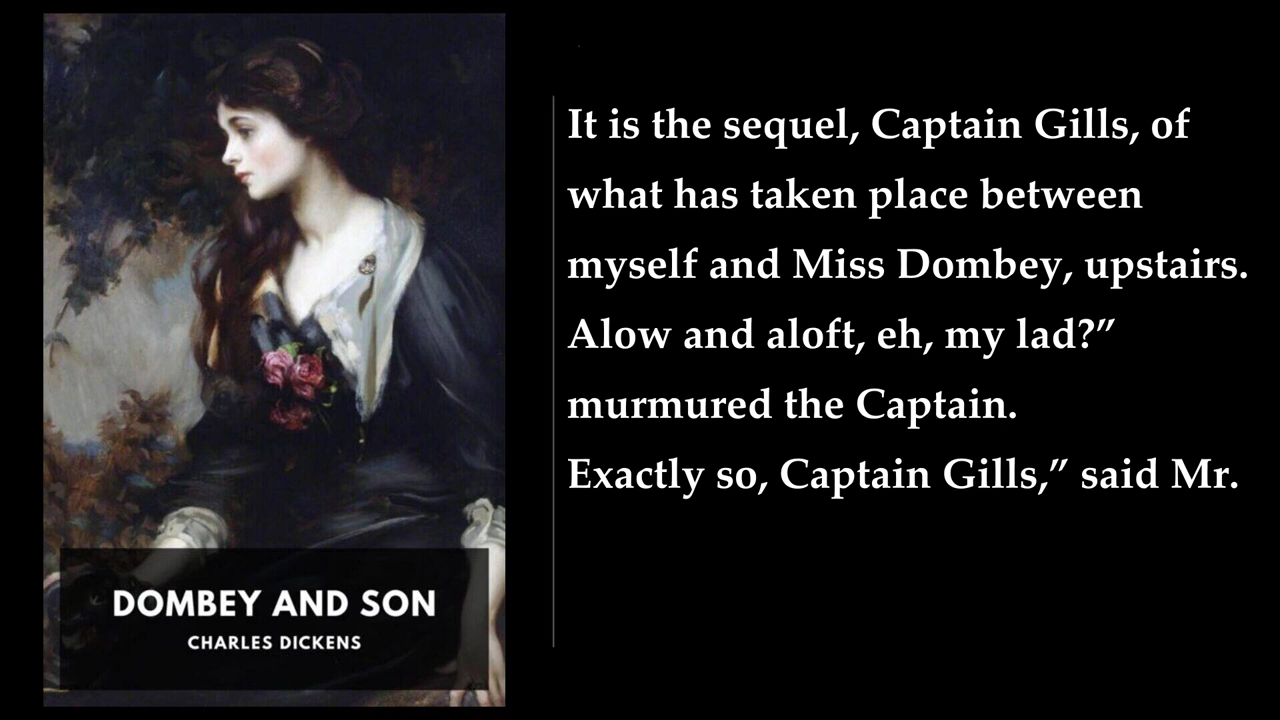 It is the sequel, Captain Gills, of
what has taken place between
myself and Miss Dombey, upstairs.
Alow and aloft, eh, my lad?”
murmured the Captain.
Exactly so, Captain Gills,” said Mr.
DOMBEY AND SON
CHARLES DICKENS